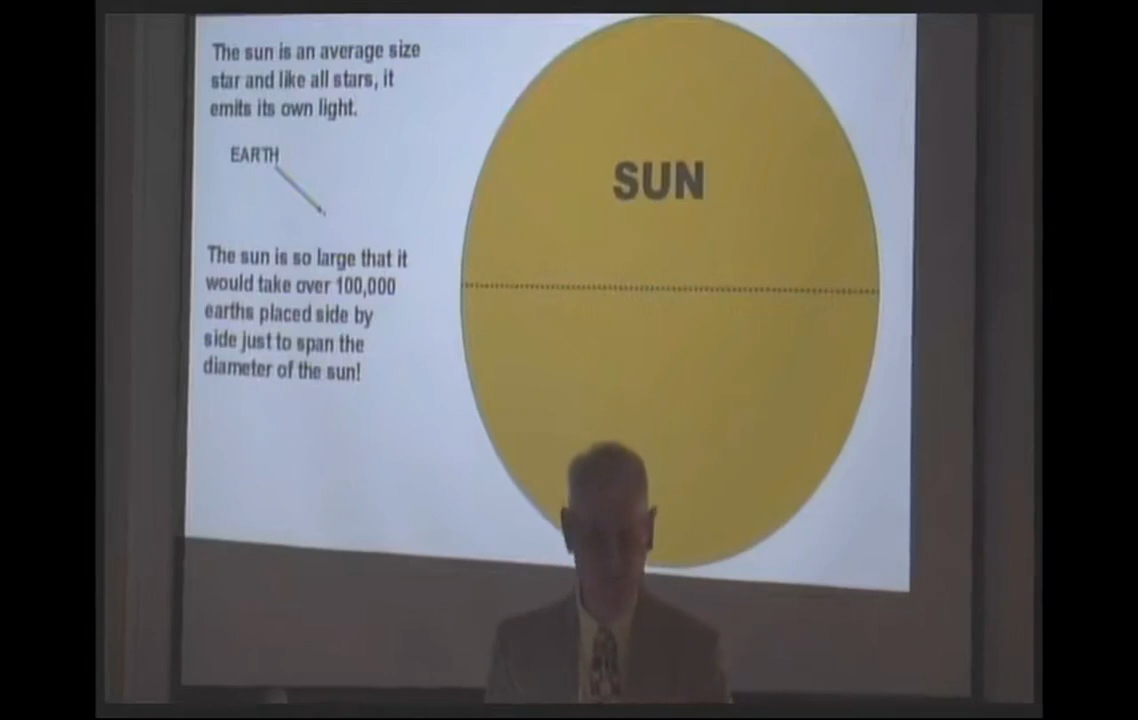 The sun is an average size
star and like all stars, it
emits its own light.
EARTH
SUN
The sun is so large that it
would take over 100,000
earths placed side by
side just to span the
diameter of the sun!